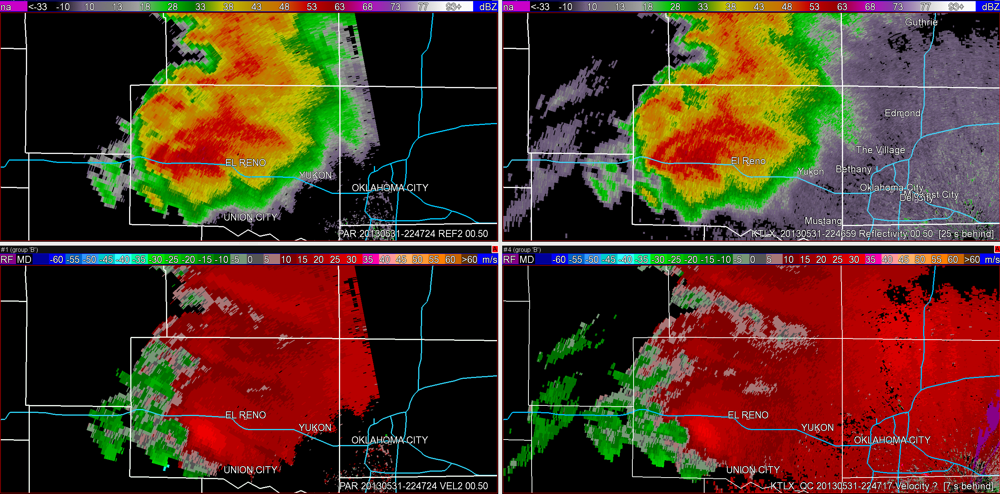 na <-33 -10 10 13 18 28 33 38 43 48 53 63 68 73 77 93+ dBZ
EL RENO
YUKON
OKLAHOMA CITY
UNION CITY
PAR 20130531-224724 REF2 00.50
na <-33 -10 10 13 18 28 33 38 43 48 53 63 68 73 77 93+ dBZ
Guthrie
Edmond
The Village
El Reno
Bethany
Yukon
Oklahoma City
Midwest City
Del City
Mustang
KTLX 20130531-224659 Reflectivity 00.50 [25 s behind]
#1 (group 'B') A
RF MD -60 -55 -50 -45 -40 -35 -30 -25 -20 -15 -10 -5 0 5 10 15 20 25 30 35 40 45 50 55 60 >60 m/s
EL RENO
YUKON
OKLAHOMA CITY
UNION CITY
PAR 20130531-224724 VEL2 00.50
#4 (group 'B') A
RF MD -60 -55 -50 -45 -40 -35 -30 -25 -20 -15 -10 -5 0 5 10 15 20 25 30 35 40 45 50 55 60 >60 m/s
EL RENO
YUKON
OKLAHOMA CITY
UNION CITY
KTLX_QC 20130531-224717 Velocity ? [7 s behind]